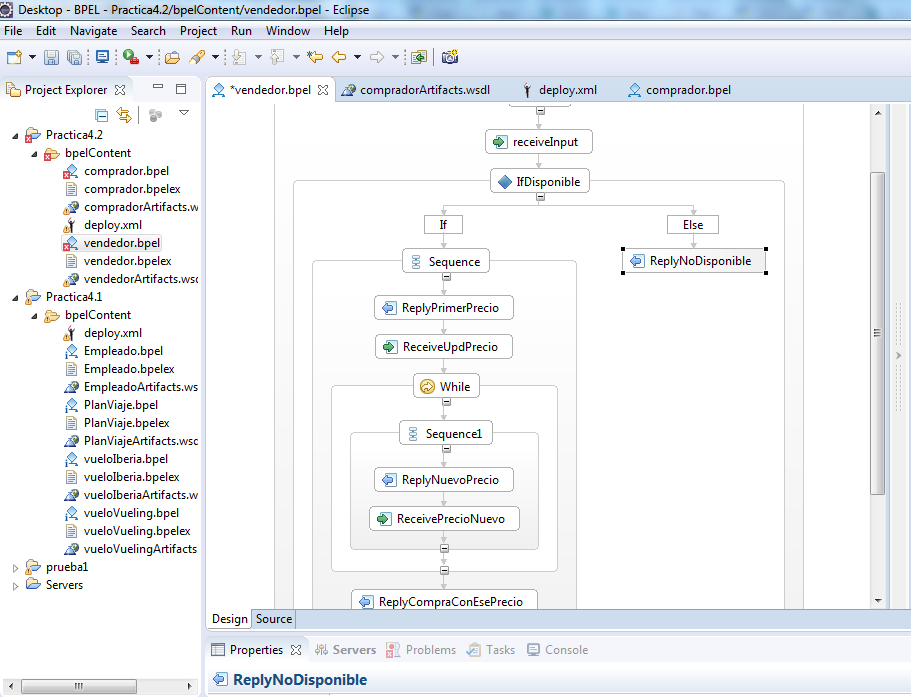 Desktop - BPEL - Practica4.2/bpelContent/vendedor.bpel - Eclipse
File Edit Navigate Search Project Run Window Help
Project Explorer
*vendedor.bpel compradorArtifacts.wsdl deploy.xml comprador.bpel
Practica4.2
bpelContent
comprador.bpel
comprador.bpelex
compradorArtifacts.w
deploy.xml
vendedor.bpel
vendedor.bpelex
vendedorArtifacts.wsd
Practica4.1
bpelContent
deploy.xml
Empleado.bpel
Empleado.bpelex
EmpleadoArtifacts.ws
PlanViaje.bpel
PlanViaje.bpelex
PlanViajeArtifacts.wsc
vueloIberia.bpel
vueloIberia.bpelex
vueloIberiaArtifacts.w
vueloVueling.bpel
vueloVueling.bpelex
vueloVuelingArtifacts
prueba1
Servers
receiveInput
IfDisponible
If Else
Sequence ReplyNoDisponible
ReplyPrimerPrecio
ReceiveUpdPrecio
While
Sequence1
ReplyNuevoPrecio
ReceivePrecioNuevo
ReplyCompraConEsePrecio
Design Source
Properties Servers Problems Tasks Console
ReplyNoDisponible